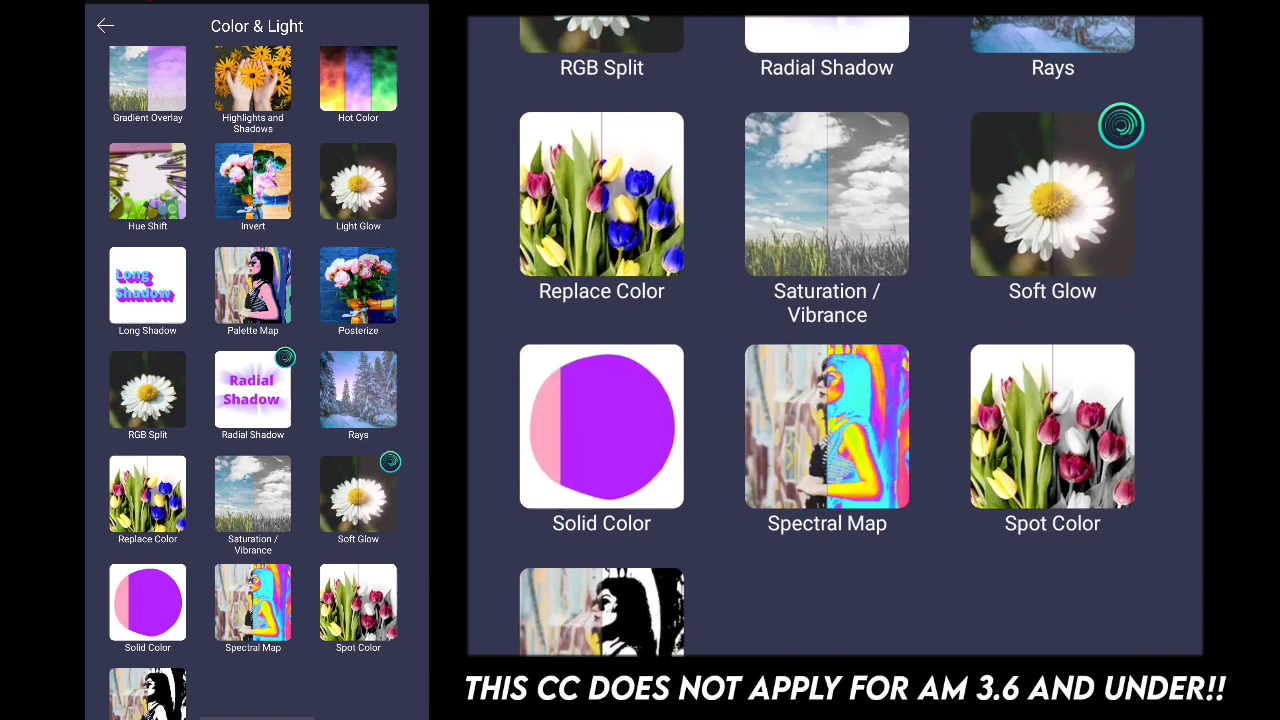 Color & Light
Gradient Overlay
Highlights and
Shadows
Hot Color
Hue Shift
Invert
Light Glow
Long
Shadow
Long Shadow
Palette Map
Posterize
RGB Split
Radial
Shadow
Radial Shadow
Rays
Replace Color
Saturation /
Vibrance
Soft Glow
Solid Color
Spectral Map
Spot Color
RGB Split
Radial Shadow
Rays
Replace Color
Saturation /
Vibrance
Soft Glow
Solid Color
Spectral Map
Spot Color
THIS CC DOES NOT APPLY FOR AM 3.6 AND UNDER!!